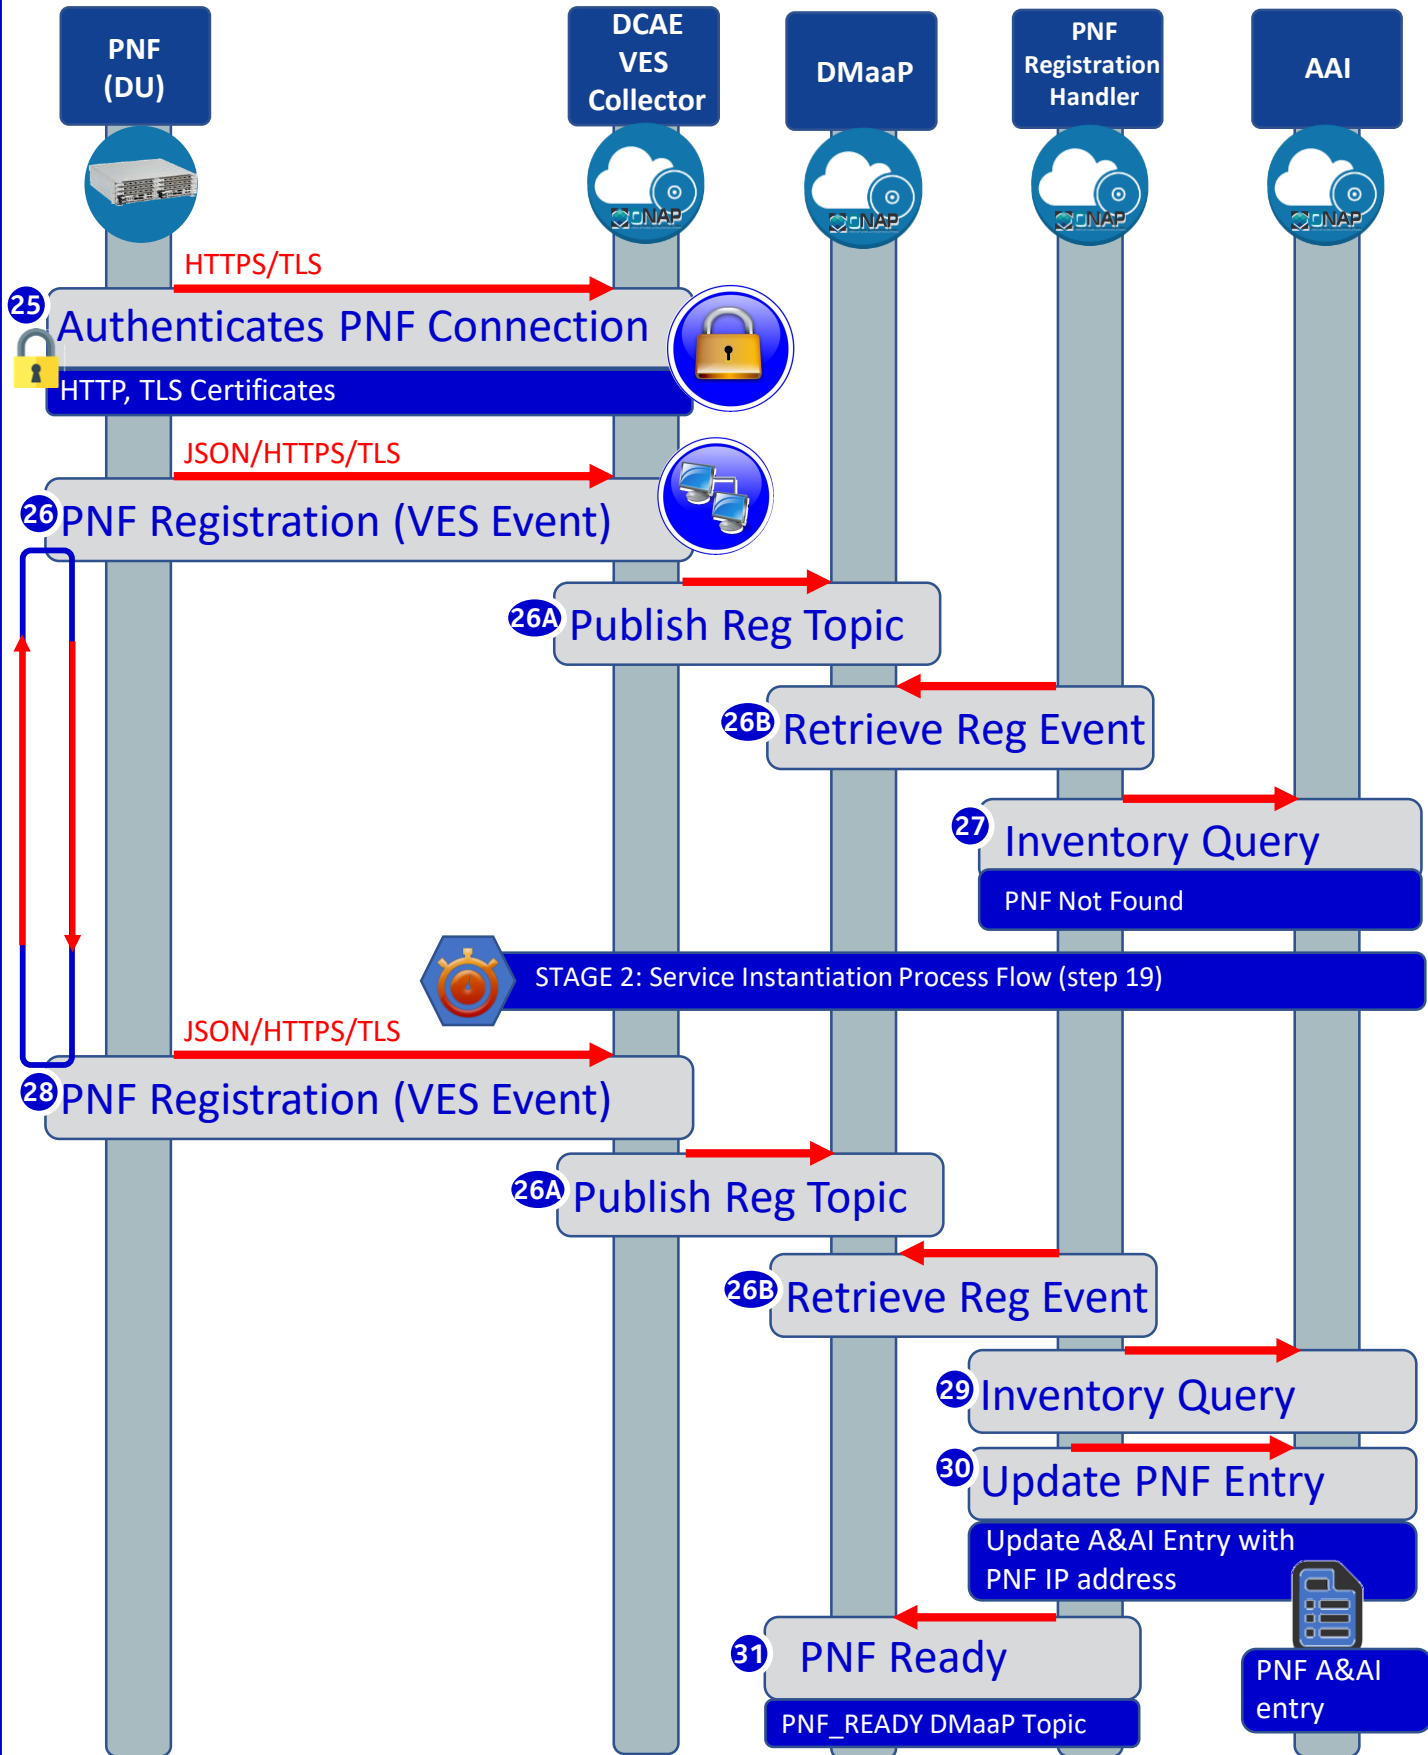 PNF
(DU)
DCAE
VES
Collector
DMaaP
PNF
Registration
Handler
AAI
ONAP
ONAP
ONAP
ONAP
HTTPS/TLS
25
Authenticates PNF Connection
HTTP, TLS Certificates
JSON/HTTPS/TLS
26
PNF Registration (VES Event)
26A
Publish Reg Topic
26B
Retrieve Reg Event
27
Inventory Query
PNF Not Found
STAGE 2: Service Instantiation Process Flow (step 19)
JSON/HTTPS/TLS
28
PNF Registration (VES Event)
26A
Publish Reg Topic
26B
Retrieve Reg Event
29
Inventory Query
30
Update PNF Entry
Update A&AI Entry with
PNF IP address
31
PNF Ready
PNF_READY DMaaP Topic
PNF A&AI
entry